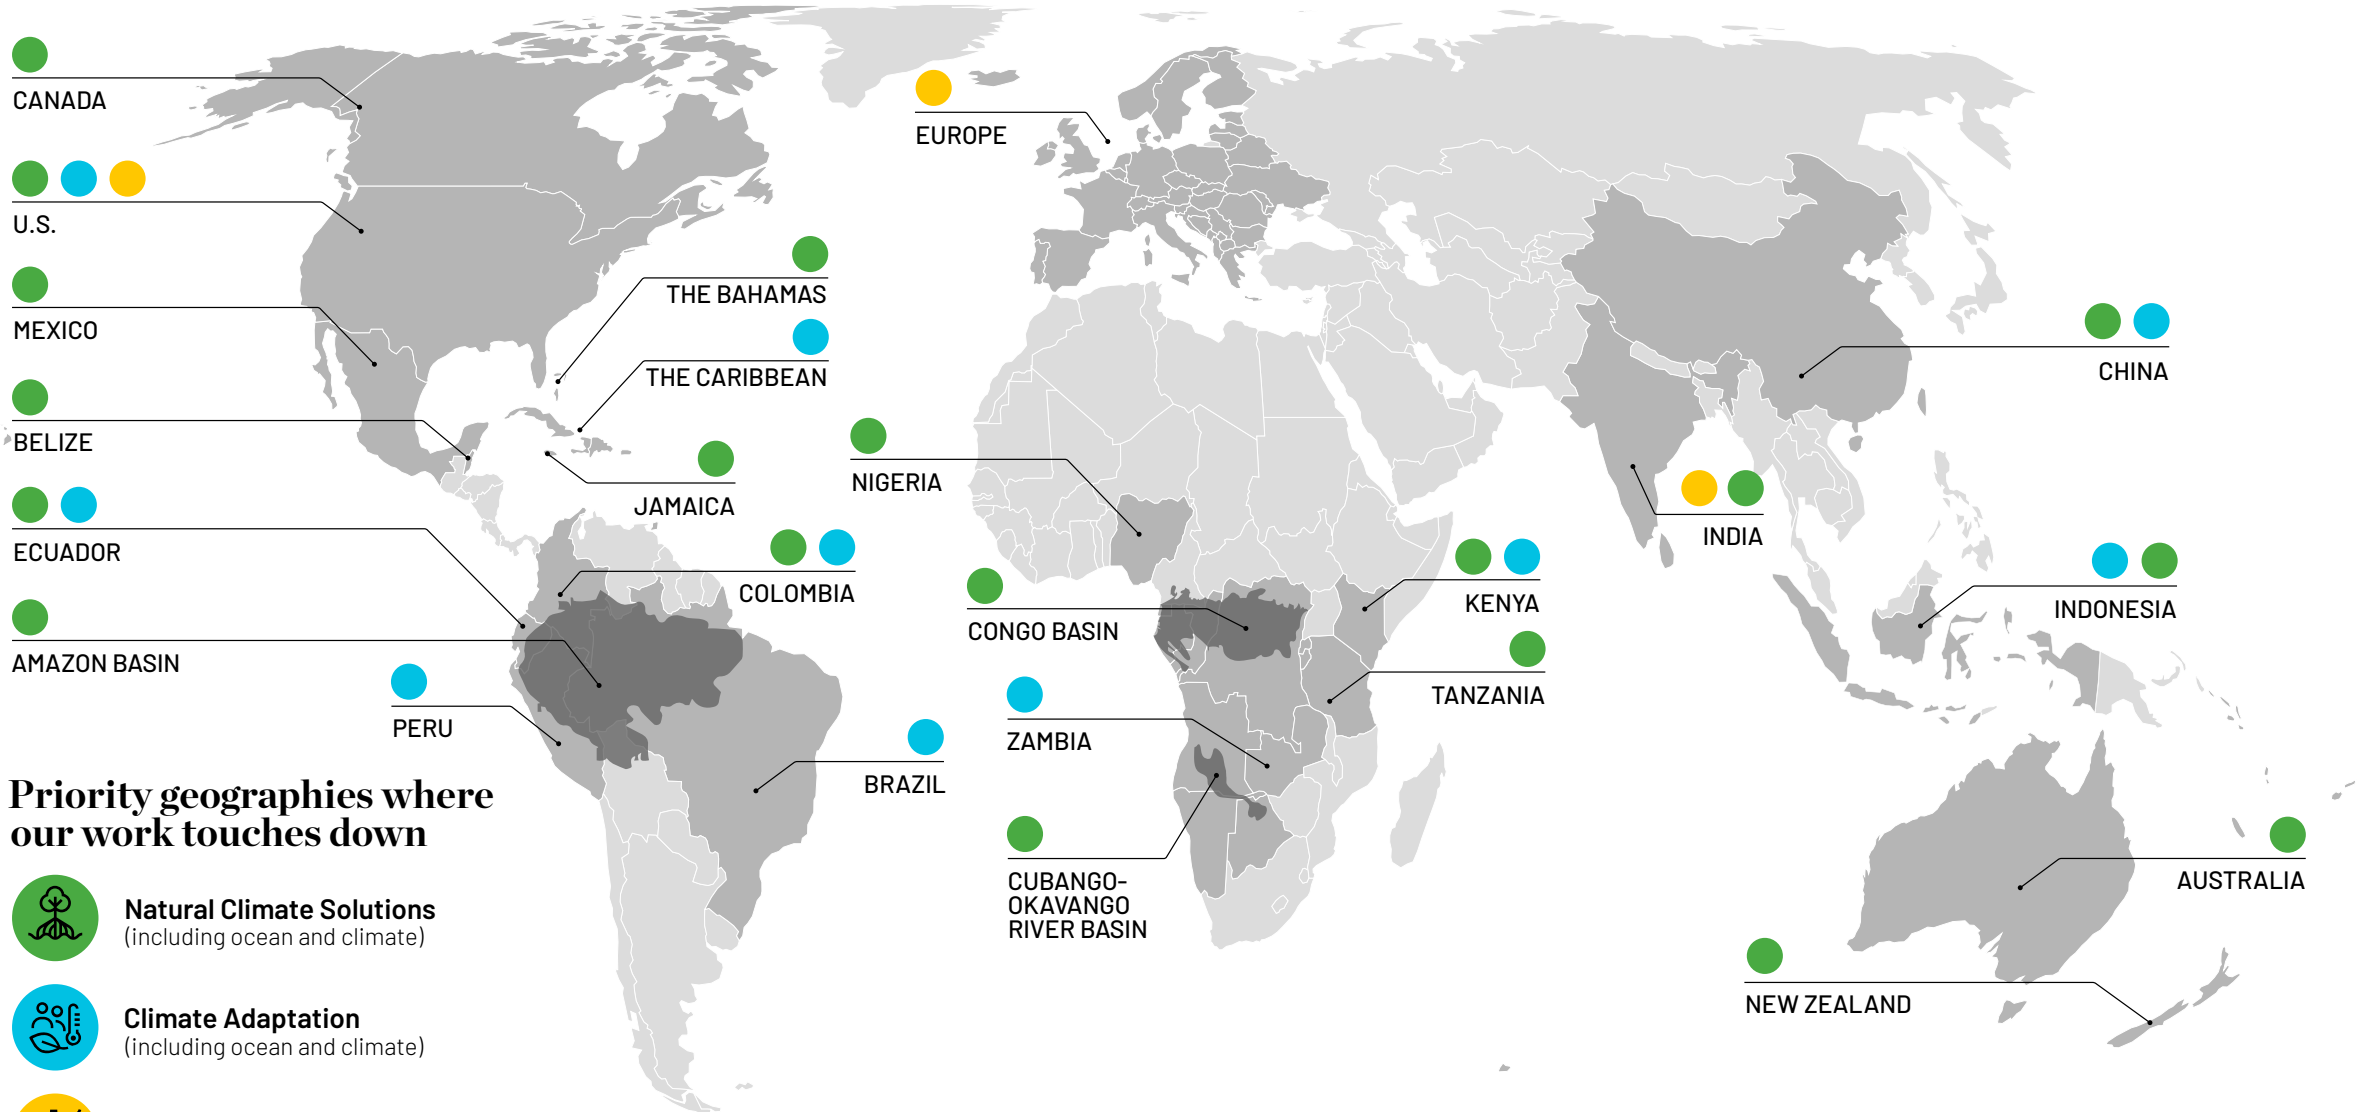 CANADA
U.S.
MEXICO
BELIZE
ECUADOR
AMAZON BASIN
PERU
THE BAHAMAS
THE CARIBBEAN
JAMAICA
COLOMBIA
BRAZIL
EUROPE
NIGERIA
CONGO BASIN
ZAMBIA
CUBANGO-
OKAVANGO
RIVER BASIN
KENYA
TANZANIA
INDIA
CHINA
INDONESIA
AUSTRALIA
NEW ZEALAND
Priority geographies where
our work touches down
Natural Climate Solutions
(including ocean and climate)
Climate Adaptation
(including ocean and climate)